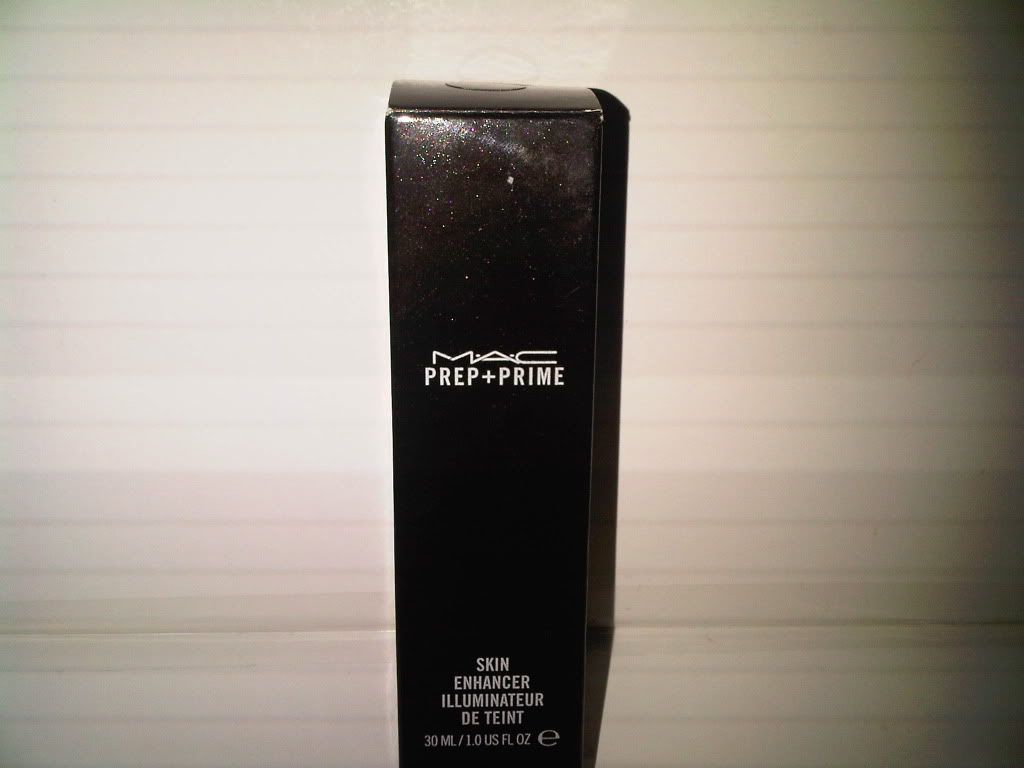 M·A·C
PREP+PRIME
SKIN
ENHANCER
ILLUMINATEUR
DE TEINT
30 ML / 1.0 US FL OZ ℮